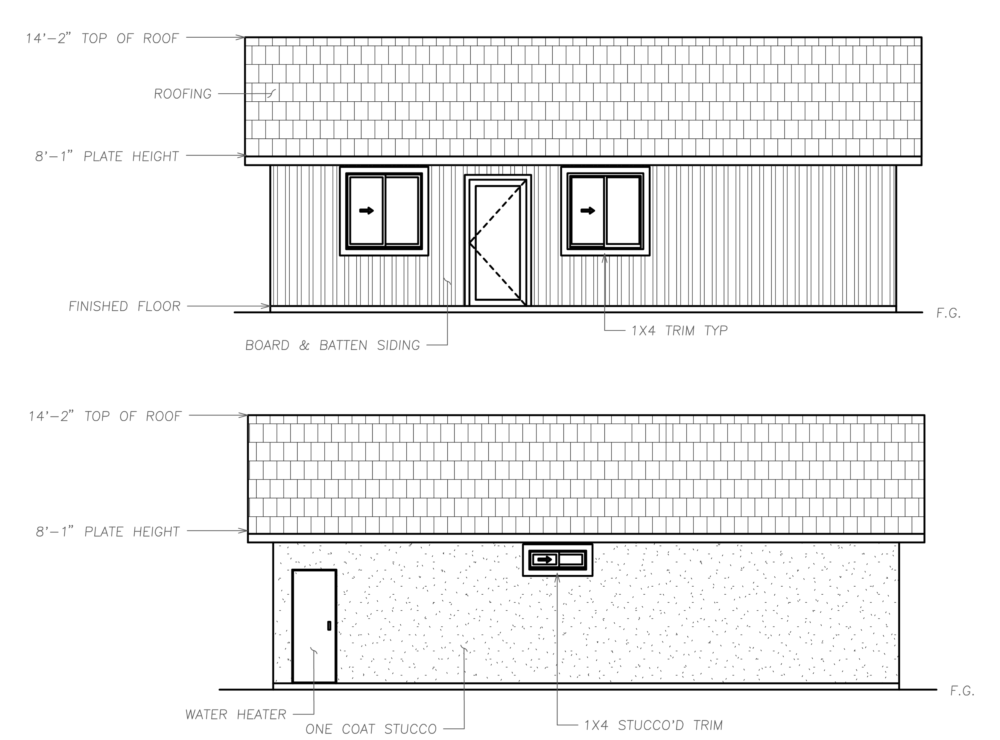 14'-2" TOP OF ROOF
ROOFING
8'-1" PLATE HEIGHT
FINISHED FLOOR
F.G.
1X4 TRIM TYP
BOARD & BATTEN SIDING
14'-2" TOP OF ROOF
8'-1" PLATE HEIGHT
F.G.
WATER HEATER
ONE COAT STUCCO
1X4 STUCCO'D TRIM